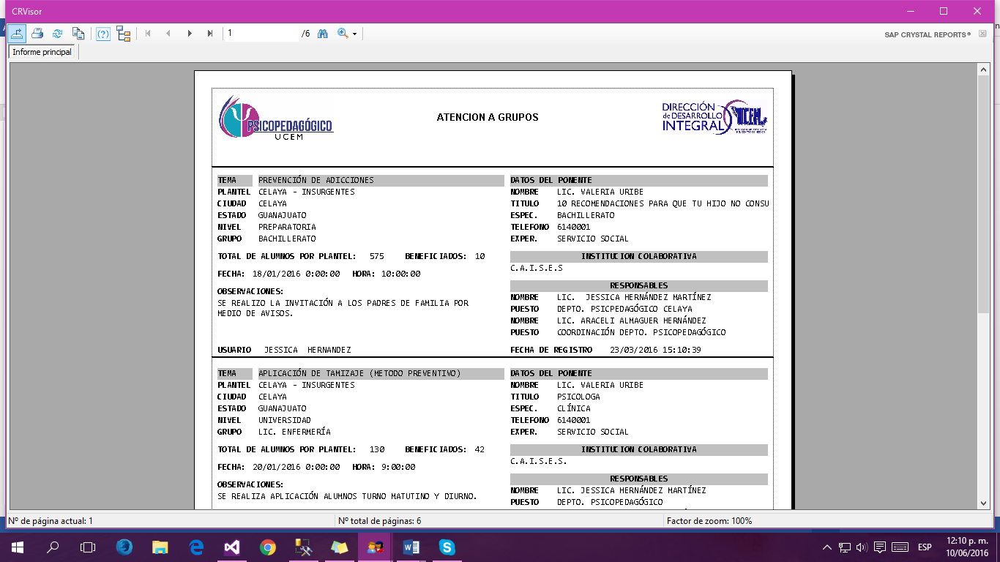 CRVisor
1 /6
SAP CRYSTAL REPORTS®
Informe principal
PSICOPEDAGÓGICO
UCEM
ATENCION A GRUPOS
DIRECCIÓN
de DESARROLLO
INTEGRAL
UCEM
TEMA PREVENCIÓN DE ADICCIONES
PLANTEL CELAYA - INSURGENTES
CIUDAD CELAYA
ESTADO GUANAJUATO
NIVEL PREPARATORIA
GRUPO BACHILLERATO
TOTAL DE ALUMNOS POR PLANTEL: 575 BENEFICIADOS: 10
FECHA: 18/01/2016 0:00:00 HORA: 10:00:00
OBSERVACIONES:
SE REALIZO LA INVITACIÓN A LOS PADRES DE FAMILIA POR
MEDIO DE AVISOS.
USUARIO JESSICA HERNANDEZ
DATOS DEL PONENTE
NOMBRE LIC. VALERIA URIBE
TITULO 10 RECOMENDACIONES PARA QUE TU HIJO NO CONSU
ESPEC. BACHILLERATO
TELEFONO 6140001
EXPER. SERVICIO SOCIAL
INSTITUCION COLABORATIVA
C.A.I.S.E.S
RESPONSABLES
NOMBRE LIC. JESSICA HERNÁNDEZ MARTÍNEZ
PUESTO DEPTO. PSICPEDAGÓGICO CELAYA
NOMBRE LIC. ARACELI ALMAGUER HERNÁNDEZ
PUESTO COORDINACIÓN DEPTO. PSICOPEDAGÓGICO
FECHA DE REGISTRO 23/03/2016 15:10:39
TEMA APLICACIÓN DE TAMIZAJE (METODO PREVENTIVO)
PLANTEL CELAYA - INSURGENTES
CIUDAD CELAYA
ESTADO GUANAJUATO
NIVEL UNIVERSIDAD
GRUPO LIC. ENFERMERÍA
TOTAL DE ALUMNOS POR PLANTEL: 130 BENEFICIADOS: 42
FECHA: 20/01/2016 0:00:00 HORA: 9:00:00
OBSERVACIONES:
SE REALIZA APLICACIÓN ALUMNOS TURNO MATUTINO Y DIURNO.
DATOS DEL PONENTE
NOMBRE LIC. VALERIA URIBE
TITULO PSICOLOGA
ESPEC. CLÍNICA
TELEFONO 6140001
EXPER. SERVICIO SOCIAL
INSTITUCION COLABORATIVA
C.A.I.S.E.S.
RESPONSABLES
NOMBRE LIC. JESSICA HERNÁNDEZ MARTÍNEZ
PUESTO DEPTO. PSICOPEDAGÓGICO
Nº de página actual: 1 Nº total de páginas: 6 Factor de zoom: 100%
ESP
12:10 p. m.
10/06/2016